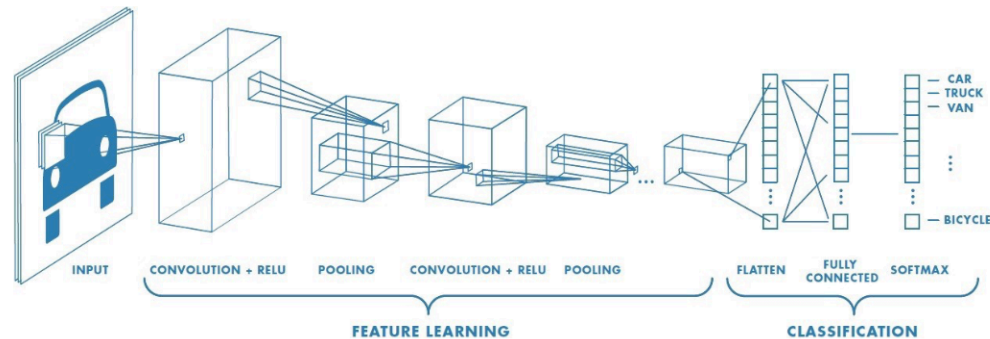 CAR
TRUCK
VAN
BICYCLE
INPUT
CONVOLUTION + RELU
POOLING
CONVOLUTION + RELU
POOLING
FLATTEN
FULLY
CONNECTED
SOFTMAX
FEATURE LEARNING
CLASSIFICATION